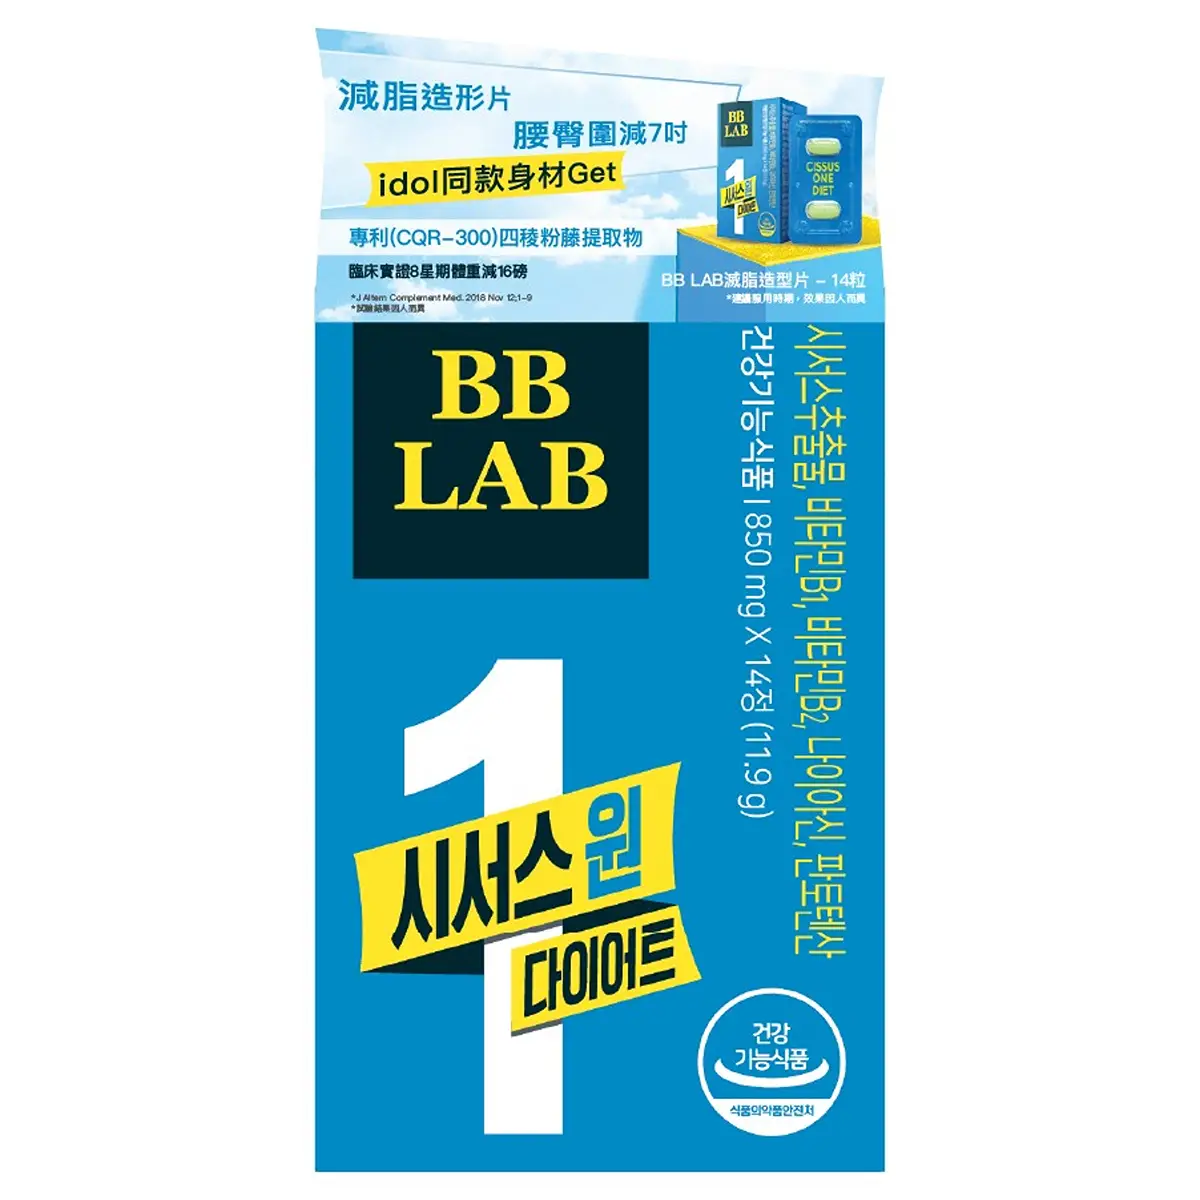 減脂造形片
腰臀圍減7吋
idol同款身材Get
專利(CQR-300)四稜粉藤提取物
臨床實證8星期體重減16磅
*J Altern Complement Med. 2018 Nov 12;1-9
*試驗結果因人而異
BB
LAB
1
시서스 원
다이어트
CISSUS
ONE
DIET
BB LAB減脂造型片 - 14粒
*建議服用時期，效果因人而異
BB
LAB
시서스추출물, 비타민B1, 비타민B2, 나이아신, 판토텐산
건강기능식품 | 850 mg X 14정 (11.9 g)
1
시서스 원
다이어트
건강
기능식품
식품의약품안전처